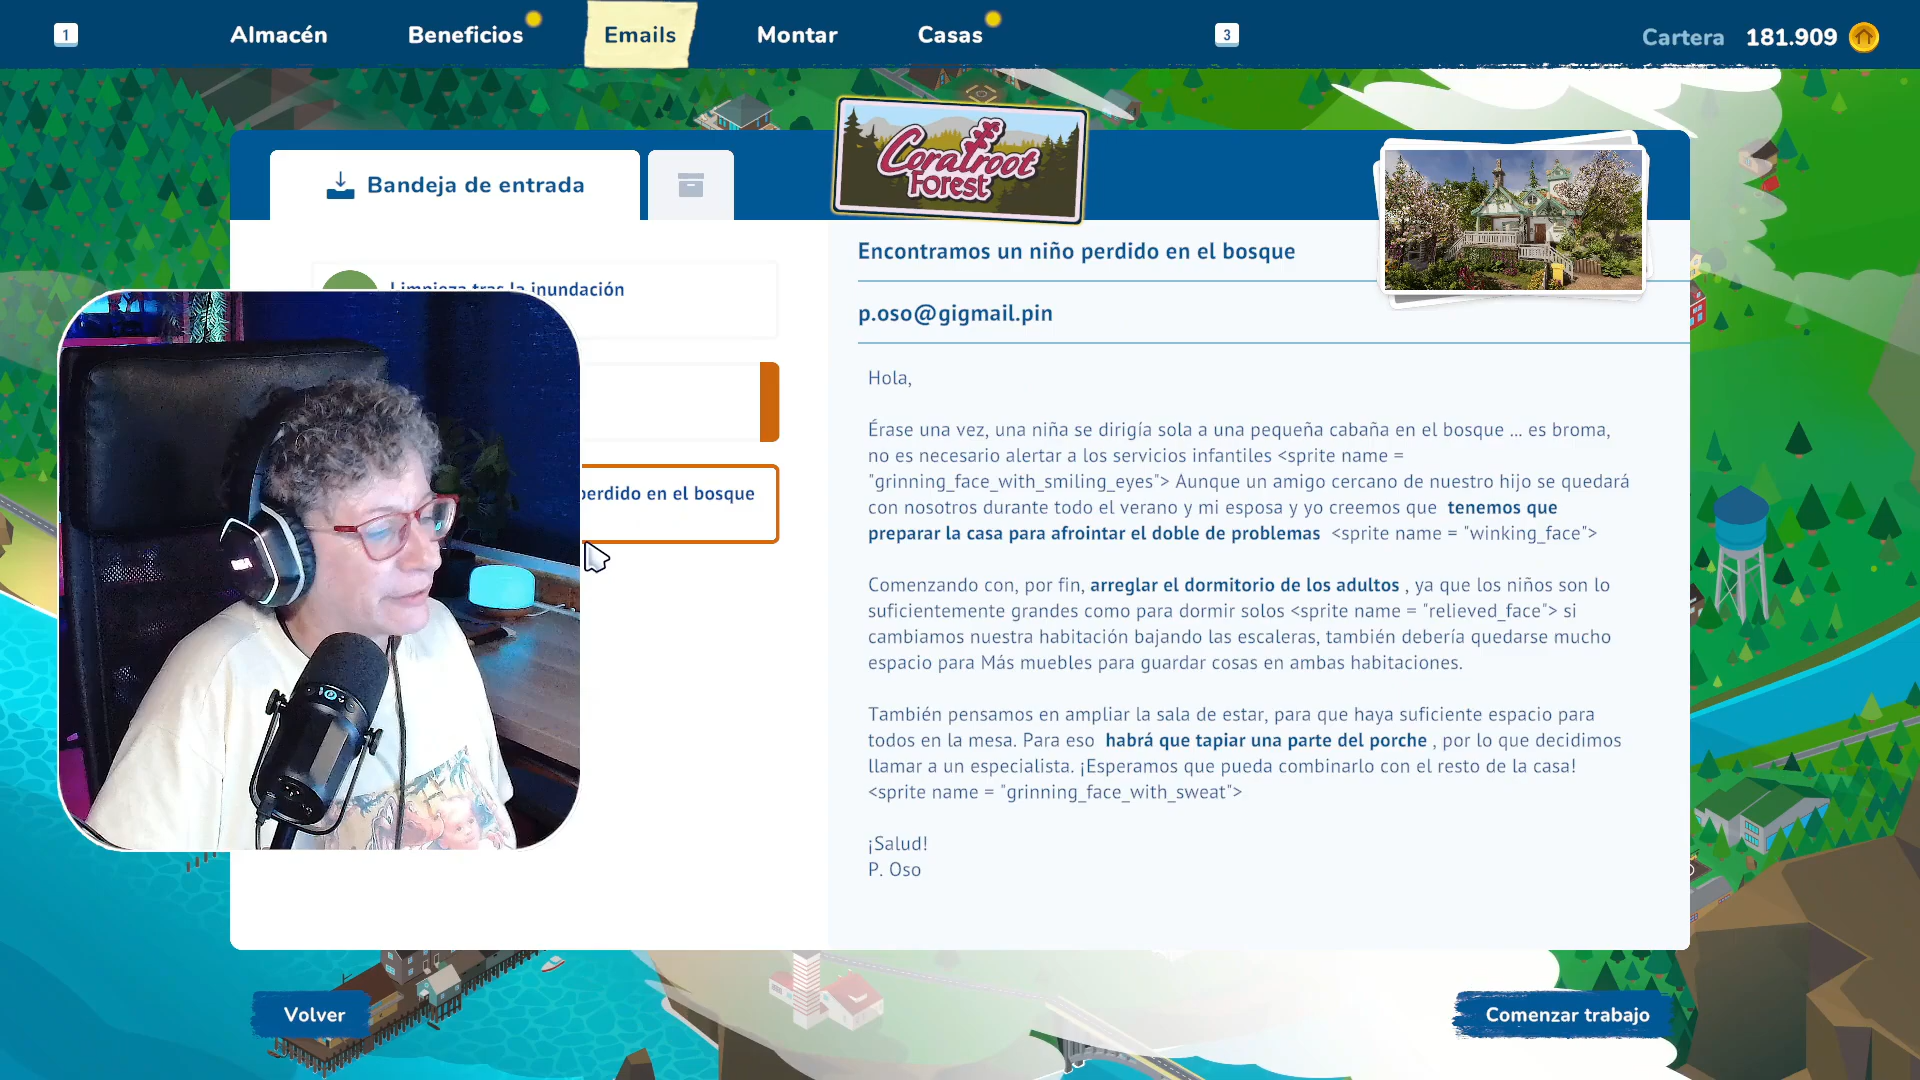 1
Almacén
Beneficios
Emails
Montar
Casas
3
Cartera 181.909
Bandeja de entrada
Coralroot
FOREST
Limpieza tras la inundación
perdido en el bosque
Encontramos un niño perdido en el bosque
p.oso@gigmail.pin
Hola,
Érase una vez, una niña se dirigía sola a una pequeña cabaña en el bosque ... es broma,
no es necesario alertar a los servicios infantiles <sprite name =
"grinning_face_with_smiling_eyes"> Aunque un amigo cercano de nuestro hijo se quedará
con nosotros durante todo el verano y mi esposa y yo creemos que tenemos que
preparar la casa para afrointar el doble de problemas <sprite name = "winking_face">
Comenzando con, por fin, arreglar el dormitorio de los adultos , ya que los niños son lo
suficientemente grandes como para dormir solos <sprite name = "relieved_face"> si
cambiamos nuestra habitación bajando las escaleras, también debería quedarse mucho
espacio para Más muebles para guardar cosas en ambas habitaciones.
También pensamos en ampliar la sala de estar, para que haya suficiente espacio para
todos en la mesa. Para eso habrá que tapiar una parte del porche , por lo que decidimos
llamar a un especialista. ¡Esperamos que pueda combinarlo con el resto de la casa!
<sprite name = "grinning_face_with_sweat">
¡Salud!
P. Oso
Volver
Comenzar trabajo